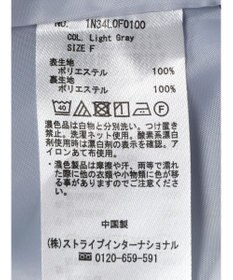 NO. 1N34L0F0100
COL. Light Gray
SIZE F
表生地
ポリエステル 100%
裏生地
ポリエステル 100%
40
濃色品は白物と分別洗い。つけ置き
禁止。洗濯ネット使用。酸素系漂白
剤使用時は漂白剤の表示を確認。ア
イロンあて布使用。
・濃色製品は摩擦や汗、雨等で濡れ
た際に他の衣類や小物類に色が移
る事がありますのでご注意くださ
い。
中国製
(株)ストライプインターナショナル
☎ 0120-659-591